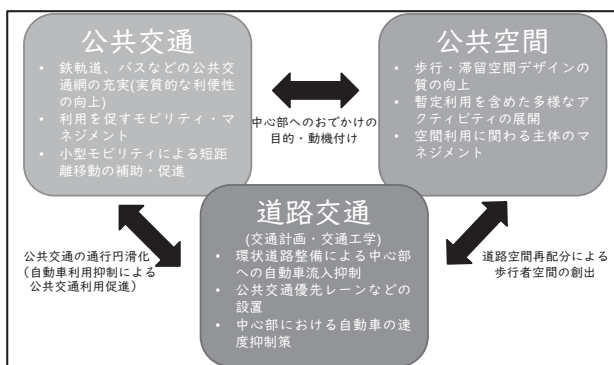 公共交通
• 鉄軌道、バスなどの公共交
通網の充実(実質的な利便性
の向上)
• 利用を促すモビリティ・マ
ネジメント
• 小型モビリティによる短距
離移動の補助・促進
公共空間
• 歩行・滞留空間デザインの
質の向上
• 暫定利用を含めた多様なア
クティビティの展開
• 空間利用に関わる主体のマ
ネジメント
中心部へのおでかけの
目的・動機付け
道路交通
(交通計画・交通工学)
• 環状道路整備による中心部
への自動車流入抑制
• 公共交通優先レーンなどの
設置
• 中心部における自動車の速
度抑制策
公共交通の通行円滑化
(自動車利用抑制による
公共交通利用促進)
道路空間再配分による
歩行者空間の創出